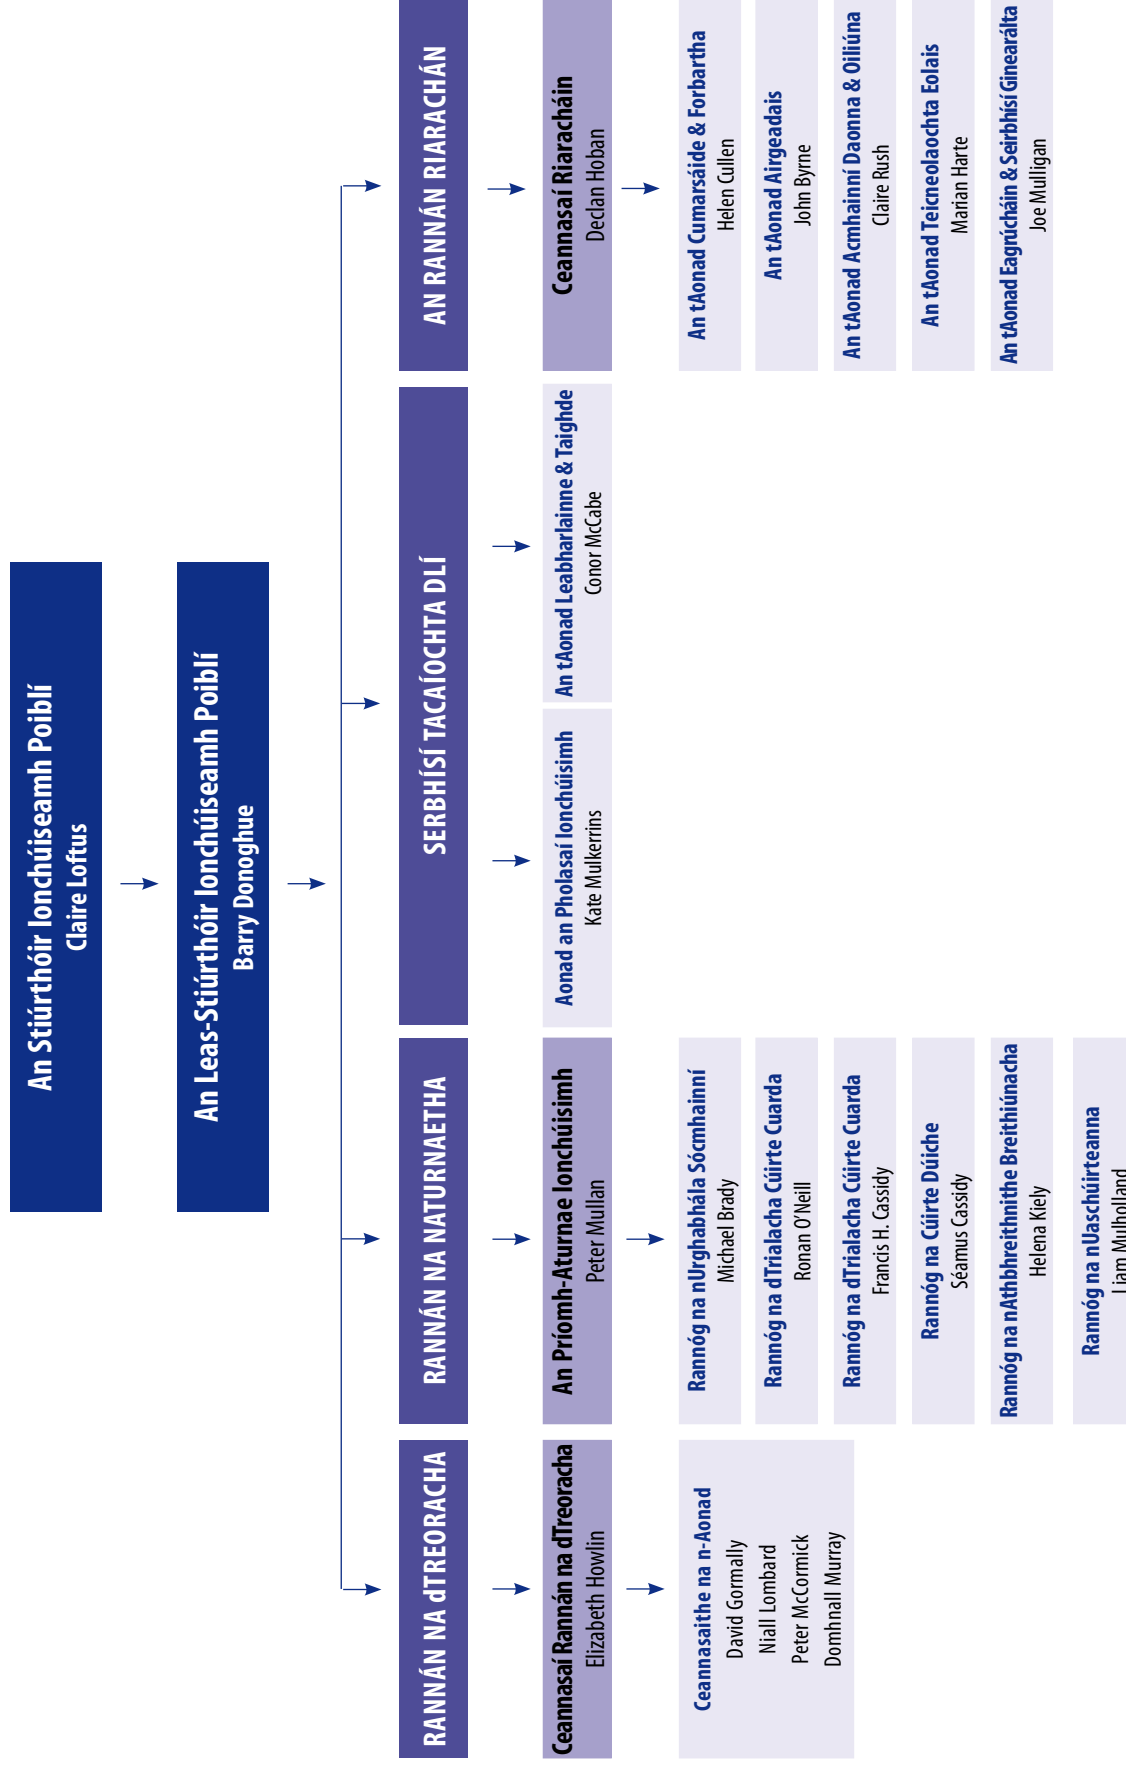 An Stiúrthóir Ionchúiseamh Poiblí
Claire Loftus
An Leas-Stiúrthóir Ionchúiseamh Poiblí
Barry Donoghue
RANNÁN NA dTREORACHA
Ceannasaí Rannán na dTreoracha
Elizabeth Howlin
Ceannasaithe na n-Aonad
David Gormally
Niall Lombard
Peter McCormick
Domhnall Murray
RANNÁN NA NATURNAETHA
An Príomh-Aturnae Ionchúisimh
Peter Mullan
Rannóg na nUrghabhála Sócmhainní
Michael Brady
Rannóg na dTrialacha Cúirte Cuarda
Ronan O'Neill
Rannóg na dTrialacha Cúirte Cuarda
Francis H. Cassidy
Rannóg na Cúirte Dúiche
Séamus Cassidy
Rannóg na nAthbhreithnithe Breithiúnacha
Helena Kiely
Rannóg na nUaschúirteanna
Liam Mulholland
SERBHÍSÍ TACAÍOCHTA DLÍ
Aonad an Pholasaí Ionchúisimh
Kate Mulkerrins
An tAonad Leabharlainne & Taighde
Conor McCabe
AN RANNÁN RIARACHÁN
Ceannasaí Riaracháin
Declan Hoban
An tAonad Cumarsáide & Forbartha
Helen Cullen
An tAonad Airgeadais
John Byrne
An tAonad Acmhainní Daonna & Oiliúna
Claire Rush
An tAonad Teicneolaochta Eolais
Marian Harte
An tAonad Eagrúcháin & Seirbhísí Ginearálta
Joe Mulligan